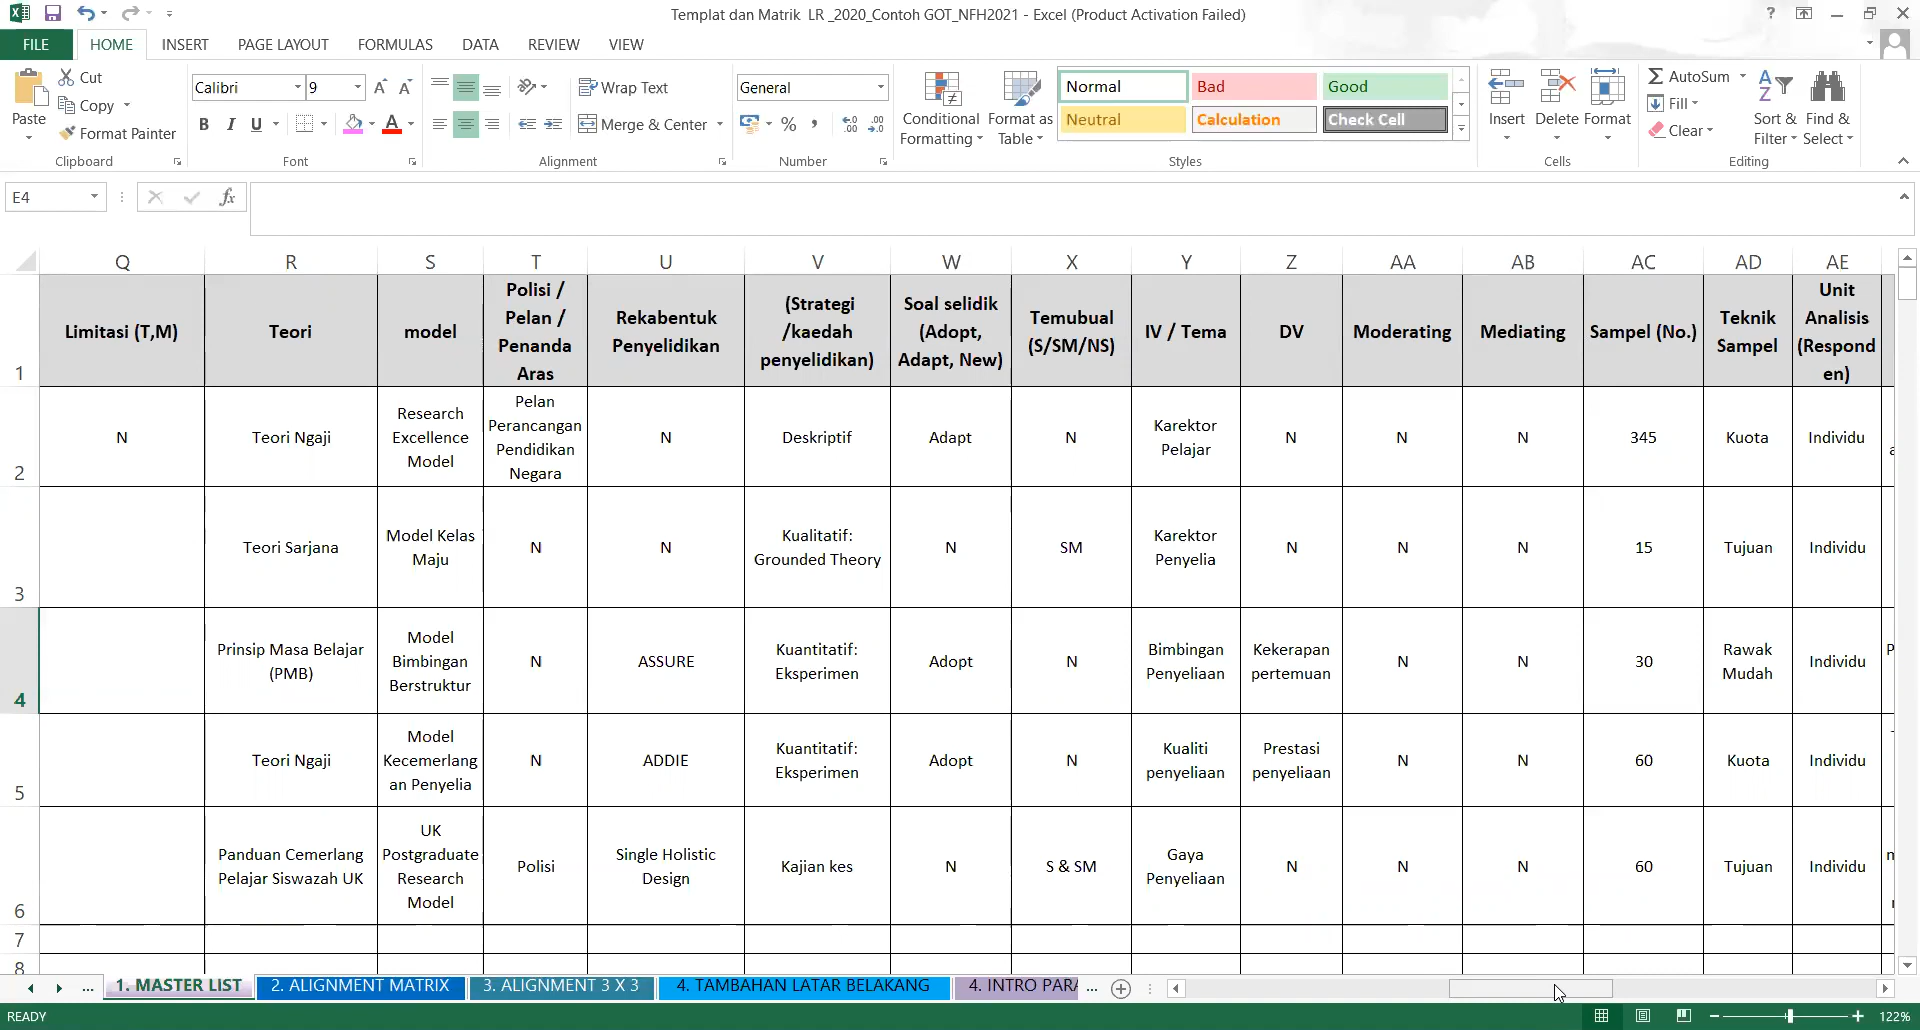 Templat dan Matrik LR _2020_Contoh GOT_NFH2021 - Excel (Product Activation Failed)
FILE HOME INSERT PAGE LAYOUT FORMULAS DATA REVIEW VIEW
Cut
Copy
Format Painter
Paste
Clipboard
Calibri 9
B I U
Font
Wrap Text
Merge & Center
Alignment
General
%
Number
Conditional Formatting
Format as Table
Normal Bad Good
Neutral Calculation Check Cell
Styles
Insert Delete Format
Cells
AutoSum
Fill
Clear
Sort & Filter
Find & Select
Editing
E4
fx
Q R S T U V W X Y Z AA AB AC AD AE
1
Limitasi (T,M)
Teori
model
Polisi /
Pelan /
Penanda
Aras
Rekabentuk
Penyelidikan
(Strategi
/kaedah
penyelidikan)
Soal selidik
(Adopt,
Adapt, New)
Temubual
(S/SM/NS)
IV / Tema
DV
Moderating
Mediating
Sampel (No.)
Teknik
Sampel
Unit
Analisis
(Respond
en)
2
N
Teori Ngaji
Research
Excellence
Model
Pelan
Perancangan
Pendidikan
Negara
N
Deskriptif
Adapt
N
Karektor
Pelajar
N
N
N
345
Kuota
Individu
3
Teori Sarjana
Model Kelas
Maju
N
N
Kualitatif:
Grounded Theory
N
SM
Karektor
Penyelia
N
N
N
15
Tujuan
Individu
4
Prinsip Masa Belajar
(PMB)
Model
Bimbingan
Berstruktur
N
ASSURE
Kuantitatif:
Eksperimen
Adopt
N
Bimbingan
Penyeliaan
Kekerapan
pertemuan
N
N
30
Rawak
Mudah
Individu
5
Teori Ngaji
Model
Kecemerlang
an Penyelia
N
ADDIE
Kuantitatif:
Eksperimen
Adopt
N
Kualiti
penyeliaan
Prestasi
penyeliaan
N
N
60
Kuota
Individu
6
Panduan Cemerlang
Pelajar Siswazah UK
UK
Postgraduate
Research
Model
Polisi
Single Holistic
Design
Kajian kes
N
S & SM
Gaya
Penyeliaan
N
N
N
60
Tujuan
Individu
7
8
... 1. MASTER LIST 2. ALIGNMENT MATRIX 3. ALIGNMENT 3 X 3 4. TAMBAHAN LATAR BELAKANG 4. INTRO PARA ...
READY 122%